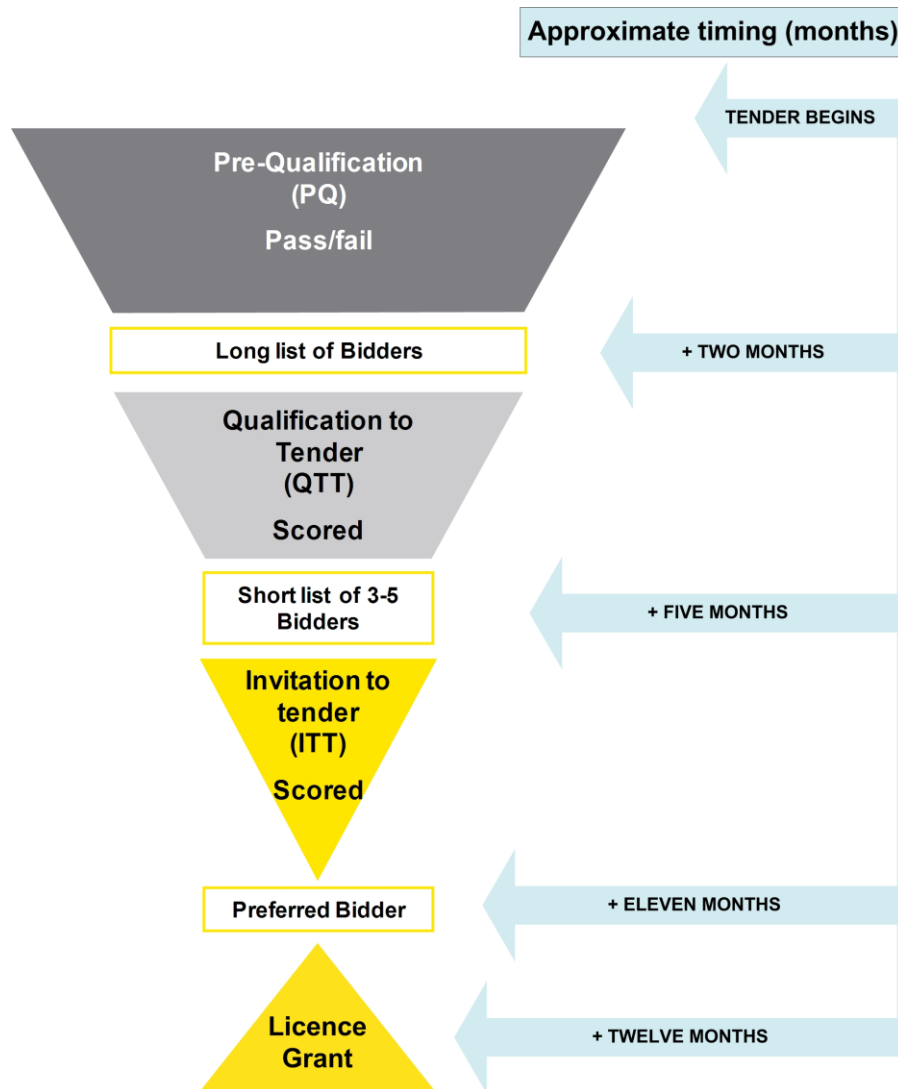 Approximate timing (months)
TENDER BEGINS
Pre-Qualification
(PQ)
Pass/fail
Long list of Bidders
+ TWO MONTHS
Qualification to
Tender
(QTT)
Scored
Short list of 3-5
Bidders
+ FIVE MONTHS
Invitation to
tender
(ITT)
Scored
Preferred Bidder
+ ELEVEN MONTHS
Licence
Grant
+ TWELVE MONTHS